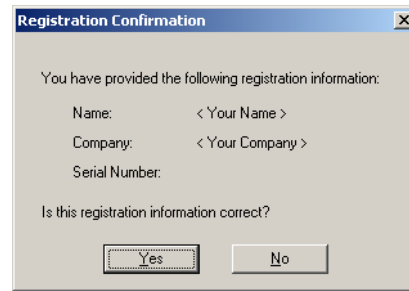 Registration Confirmation
You have provided the following registration information:
Name: < Your Name >
Company: < Your Company >
Serial Number:
Is this registration information correct?
Yes No